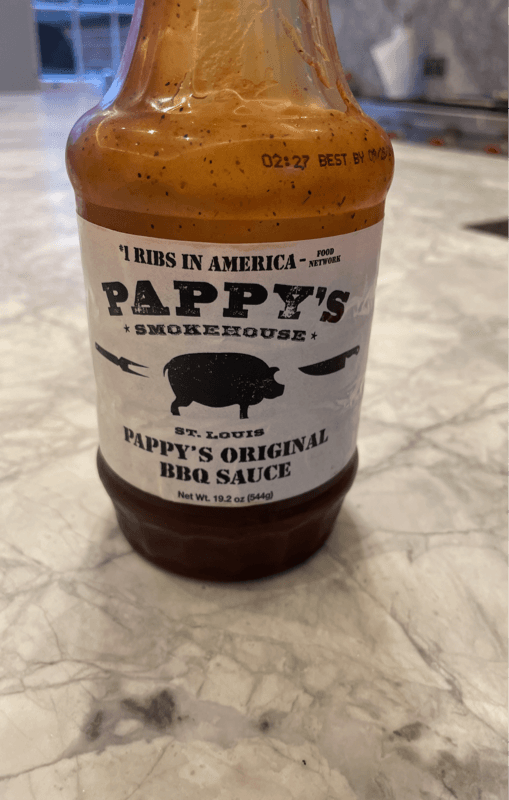 02:27 BEST BY
#1 RIBS IN AMERICA - FOOD NETWORK
PAPPY'S
* SMOKEHOUSE *
ST. LOUIS
PAPPY'S ORIGINAL
BBQ SAUCE
Net Wt. 19.2 oz (544g)